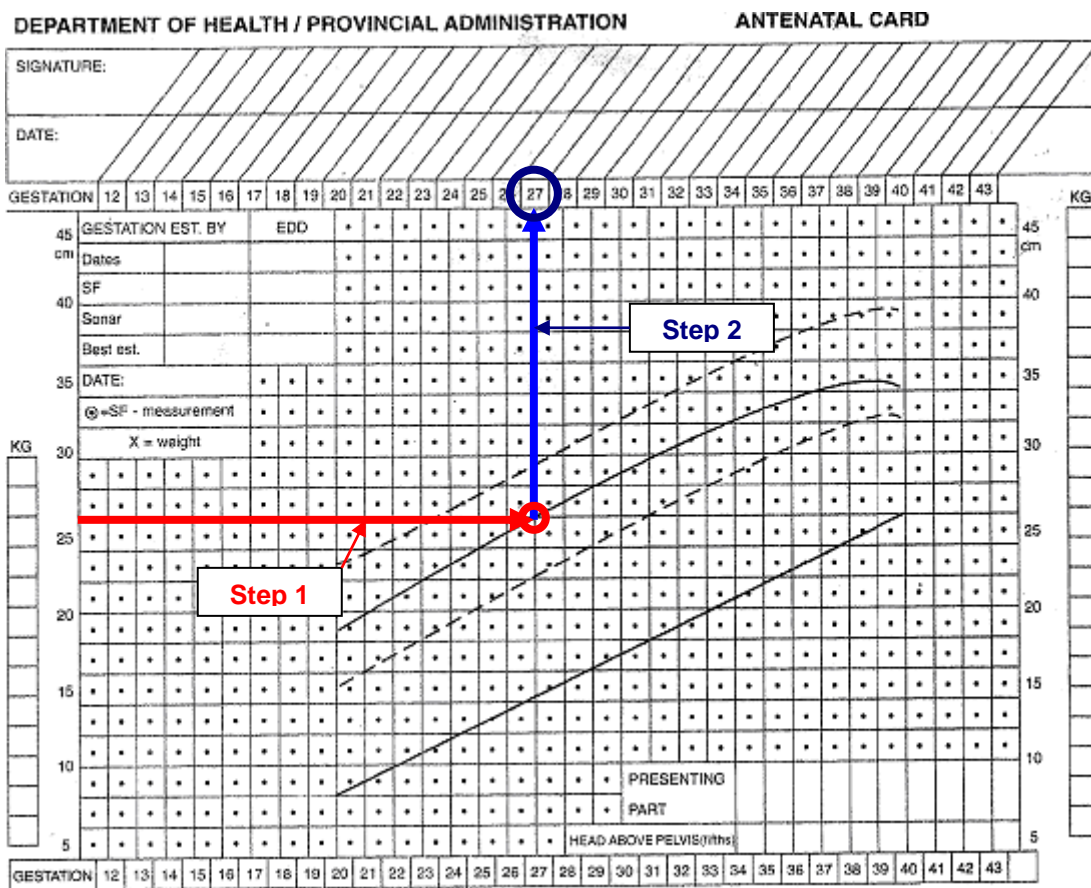 DEPARTMENT OF HEALTH / PROVINCIAL ADMINISTRATION ANTENATAL CARD
SIGNATURE:
DATE:
GESTATION 12 13 14 15 16 17 18 19 20 21 22 23 24 25 26 27 28 29 30 31 32 33 34 35 36 37 38 39 40 41 42 43 KG
45 GESTATION EST. BY EDD 45
cm Dates cm
SF
40 40
Sonar
Step 2
Best est.
35 DATE: 35
=SF - measurement
KG X = weight
30 30
25 25
Step 1
20 20
15 15
10 10
PRESENTING
PART
5 HEAD ABOVE PELVIS(fifths) 5
GESTATION 12 13 14 15 16 17 18 19 20 21 22 23 24 25 26 27 28 29 30 31 32 33 34 35 36 37 38 39 40 41 42 43